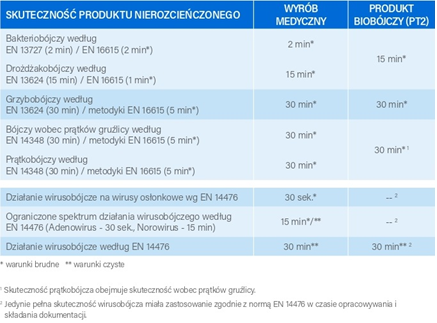 SKUTECZNOŚĆ PRODUKTU NIEROZCIEŃCZONEGO
WYRÓB MEDYCZNY
PRODUKT BIOBÓJCZY (PT2)
Bakteriobójczy według
EN 13727 (2 min) / EN 16615 (2 min*)
2 min*
15 min*
Drożdżakobójczy według
EN 13624 (15 min) / EN 16615 (1 min*)
15 min*
Grzybobójczy według
EN 13624 (30 min) / metodyki EN 16615 (5 min*)
30 min*
30 min*
Bójczy wobec prątków gruźlicy według
EN 14348 (30 min) / metodyki EN 16615 (5 min*)
30 min*
30 min*¹
Prątkobójczy według
EN 14348 (30 min) / metodyki EN 16615 (5 min*)
30 min*
Działanie wirusobójcze na wirusy osłonkowe wg EN 14476
30 sek.*
-- ²
Ograniczone spektrum działania wirusobójczego według
EN 14476 (Adenowirus - 30 sek, Norowirus - 15 min)
15 min*/**
-- ²
Działanie wirusobójcze według EN 14476
30 min**
30 min** ²
* warunki brudne ** warunki czyste
¹ Skuteczność prątkobójcza obejmuje skuteczność wobec prątków gruźlicy.
² Jedynie pełna skuteczność wirusobójcza miała zastosowanie zgodnie z normą EN 14476 w czasie opracowywania i
składania dokumentacji.